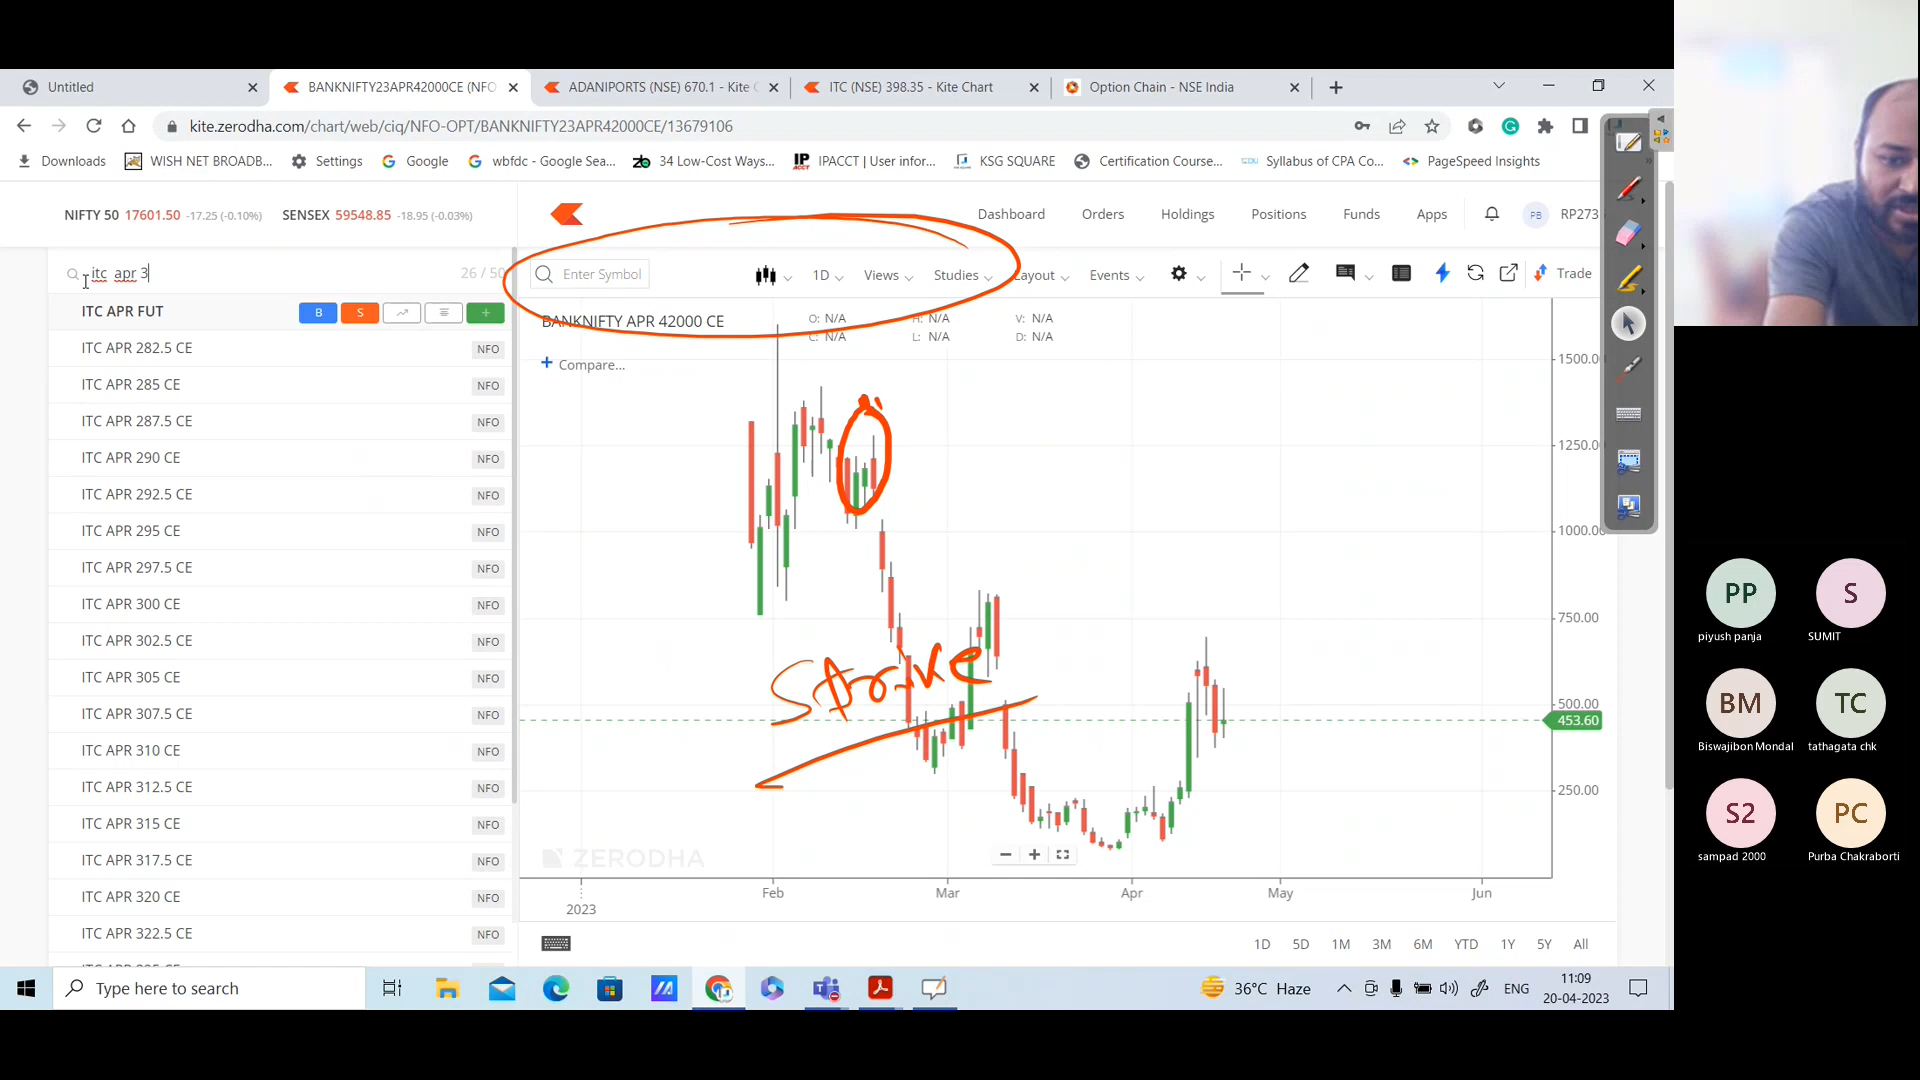 Untitled
BANKNIFTY23APR42000CE (NFO
ADANIPORTS (NSE) 670.1 - Kite C
ITC (NSE) 398.35 - Kite Chart
Option Chain - NSE India
kite.zerodha.com/chart/web/ciq/NFO-OPT/BANKNIFTY23APR42000CE/13679106
Downloads
WISH NET BROADB...
Settings
Google
wbfdc - Google Sea...
34 Low-Cost Ways...
IPACCT | User infor...
KSG SQUARE
Certification Course...
Syllabus of CPA Co...
PageSpeed Insights
NIFTY 50 17601.50 -17.25 (-0.10%)
SENSEX 59548.85 -18.95 (-0.03%)
Dashboard
Orders
Holdings
Positions
Funds
Apps
PB
RP273
itc apr 3
26 / 50
Enter Symbol
1D
Views
Studies
Layout
Events
Trade
ITC APR FUT
B
S
ITC APR 282.5 CE NFO
ITC APR 285 CE NFO
ITC APR 287.5 CE NFO
ITC APR 290 CE NFO
ITC APR 292.5 CE NFO
ITC APR 295 CE NFO
ITC APR 297.5 CE NFO
ITC APR 300 CE NFO
ITC APR 302.5 CE NFO
ITC APR 305 CE NFO
ITC APR 307.5 CE NFO
ITC APR 310 CE NFO
ITC APR 312.5 CE NFO
ITC APR 315 CE NFO
ITC APR 317.5 CE NFO
ITC APR 320 CE NFO
ITC APR 322.5 CE NFO
BANKNIFTY APR 42000 CE
O: N/A H: N/A V: N/A
C: N/A L: N/A D: N/A
Compare...
1500.00
1250.00
1000.00
750.00
500.00
453.60
250.00
Strike
ZERODHA
Feb
Mar
Apr
May
Jun
2023
1D 5D 1M 3M 6M YTD 1Y 5Y All
Type here to search
36°C Haze
ENG
11:09
20-04-2023
PP
piyush panja
S
SUMIT
BM
Biswajibon Mondal
TC
tathagata chk
S2
sampad 2000
PC
Purba Chakraborti